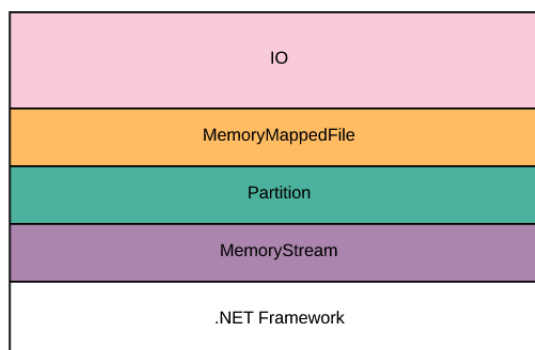 IO
MemoryMappedFile
Partition
MemoryStream
.NET Framework